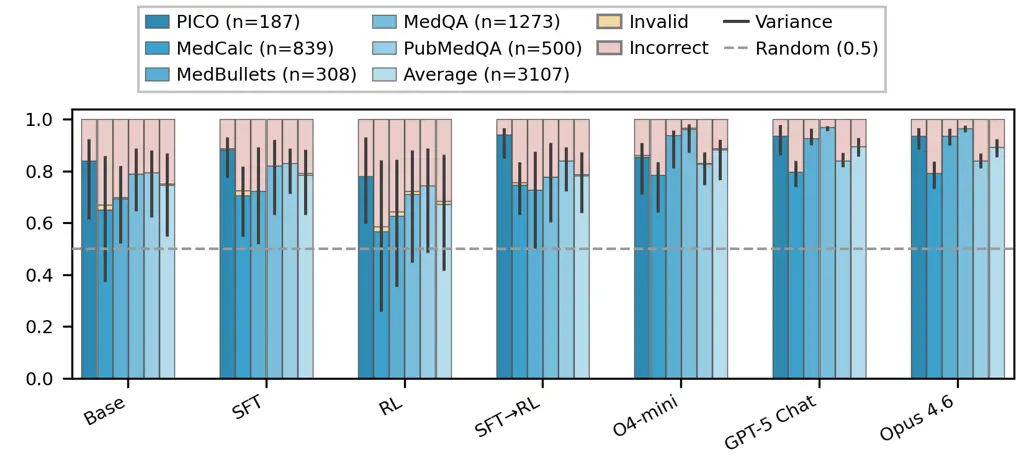 PICO (n=187)
MedCalc (n=839)
MedBullets (n=308)
MedQA (n=1273)
PubMedQA (n=500)
Average (n=3107)
Invalid
Incorrect
Variance
Random (0.5)
1.0
0.8
0.6
0.4
0.2
0.0
Base
SFT
RL
SFT→RL
O4-mini
GPT-5 Chat
Opus 4.6